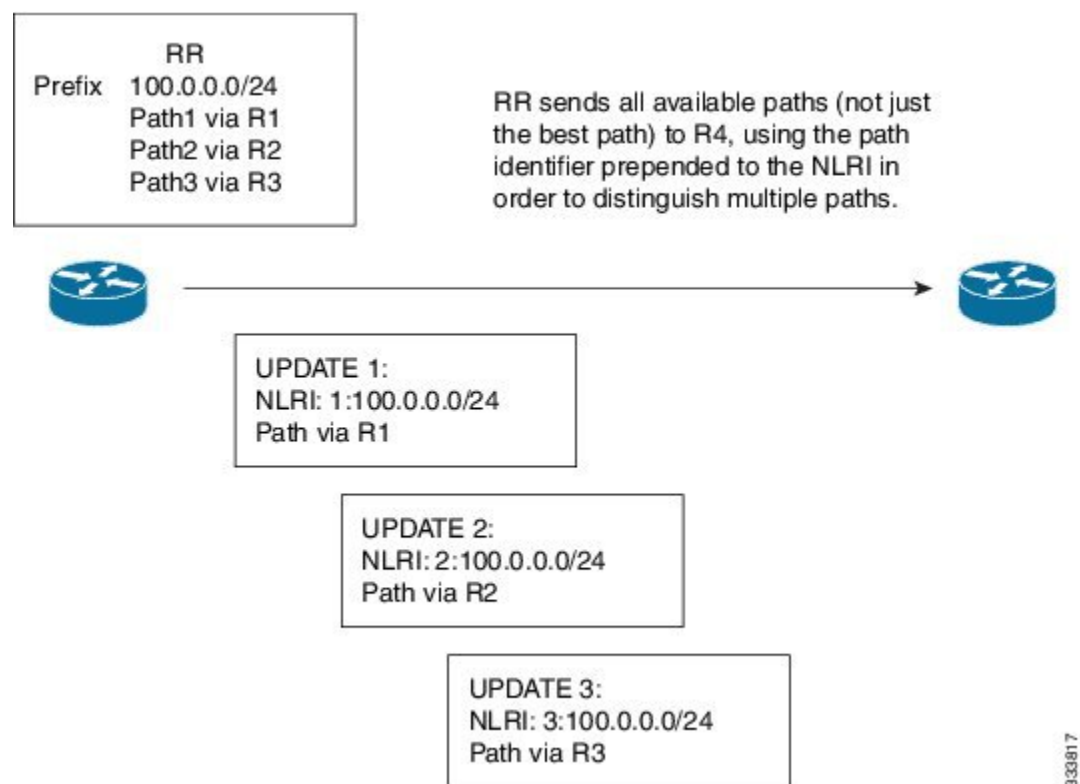 RR
Prefix 100.0.0.0/24
Path1 via R1
Path2 via R2
Path3 via R3
RR sends all available paths (not just
the best path) to R4, using the path
identifier prepended to the NLRI in
order to distinguish multiple paths.
UPDATE 1:
NLRI: 1:100.0.0.0/24
Path via R1
UPDATE 2:
NLRI: 2:100.0.0.0/24
Path via R2
UPDATE 3:
NLRI: 3:100.0.0.0/24
Path via R3
333817